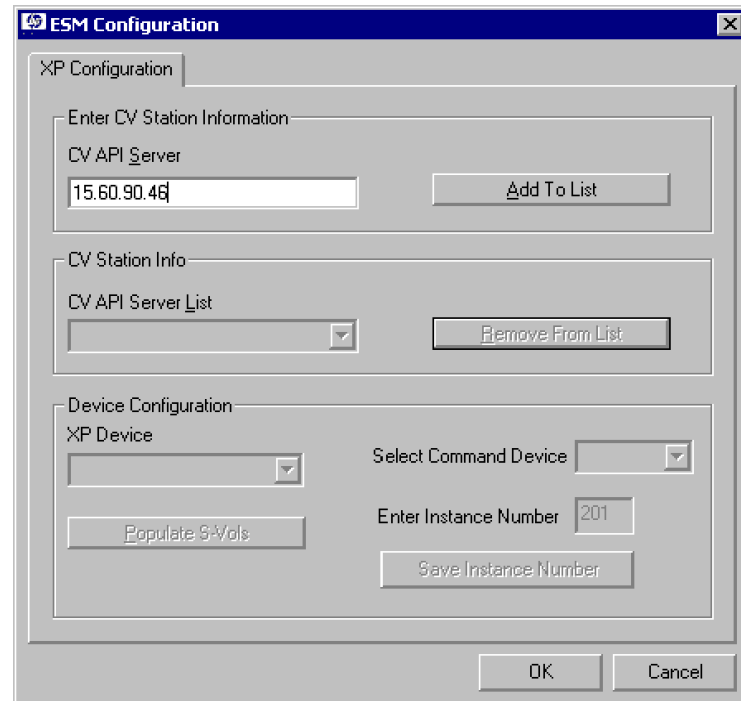 ESM Configuration
XP Configuration
Enter CV Station Information
CV API Server
15.60.90.46
Add To List
CV Station Info
CV API Server List
Remove From List
Device Configuration
XP Device
Select Command Device
Enter Instance Number 201
Populate S-Vols
Save Instance Number
OK Cancel